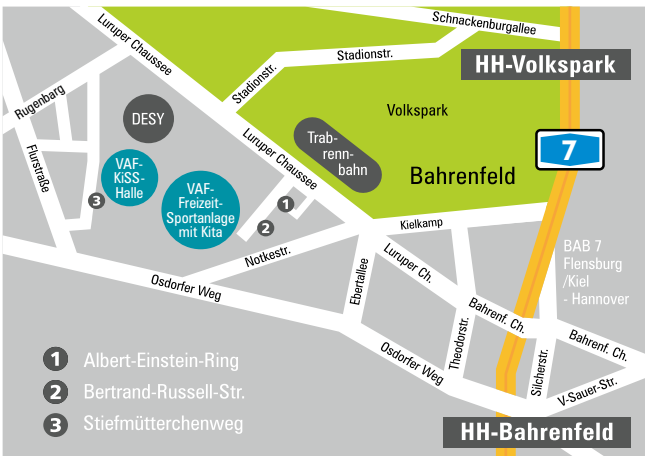 Schnackenburgallee
Luruper Chaussee
HH-Volkspark
Stadionstr.
Stadionstr.
Rugenbarg
DESY
Volkspark
Trab-
renn-
bahn
Luruper Chaussee
7
Flurstraße
VAF-
KiSS-
Halle
Bahrenfeld
VAF-
Freizeit-
Sportanlage
mit Kita
3
1
2
Kielkamp
Notkestr.
BAB 7
Flensburg
/Kiel
- Hannover
Luruper Ch.
Ebertallee
Osdorfer Weg
Bahrenf. Ch.
Bahrenf. Ch.
Theodorstr.
Silcherstr.
Osdorfer Weg
V-Sauer-Str.
1 Albert-Einstein-Ring
2 Bertrand-Russell-Str.
3 Stiefmütterchenweg
HH-Bahrenfeld